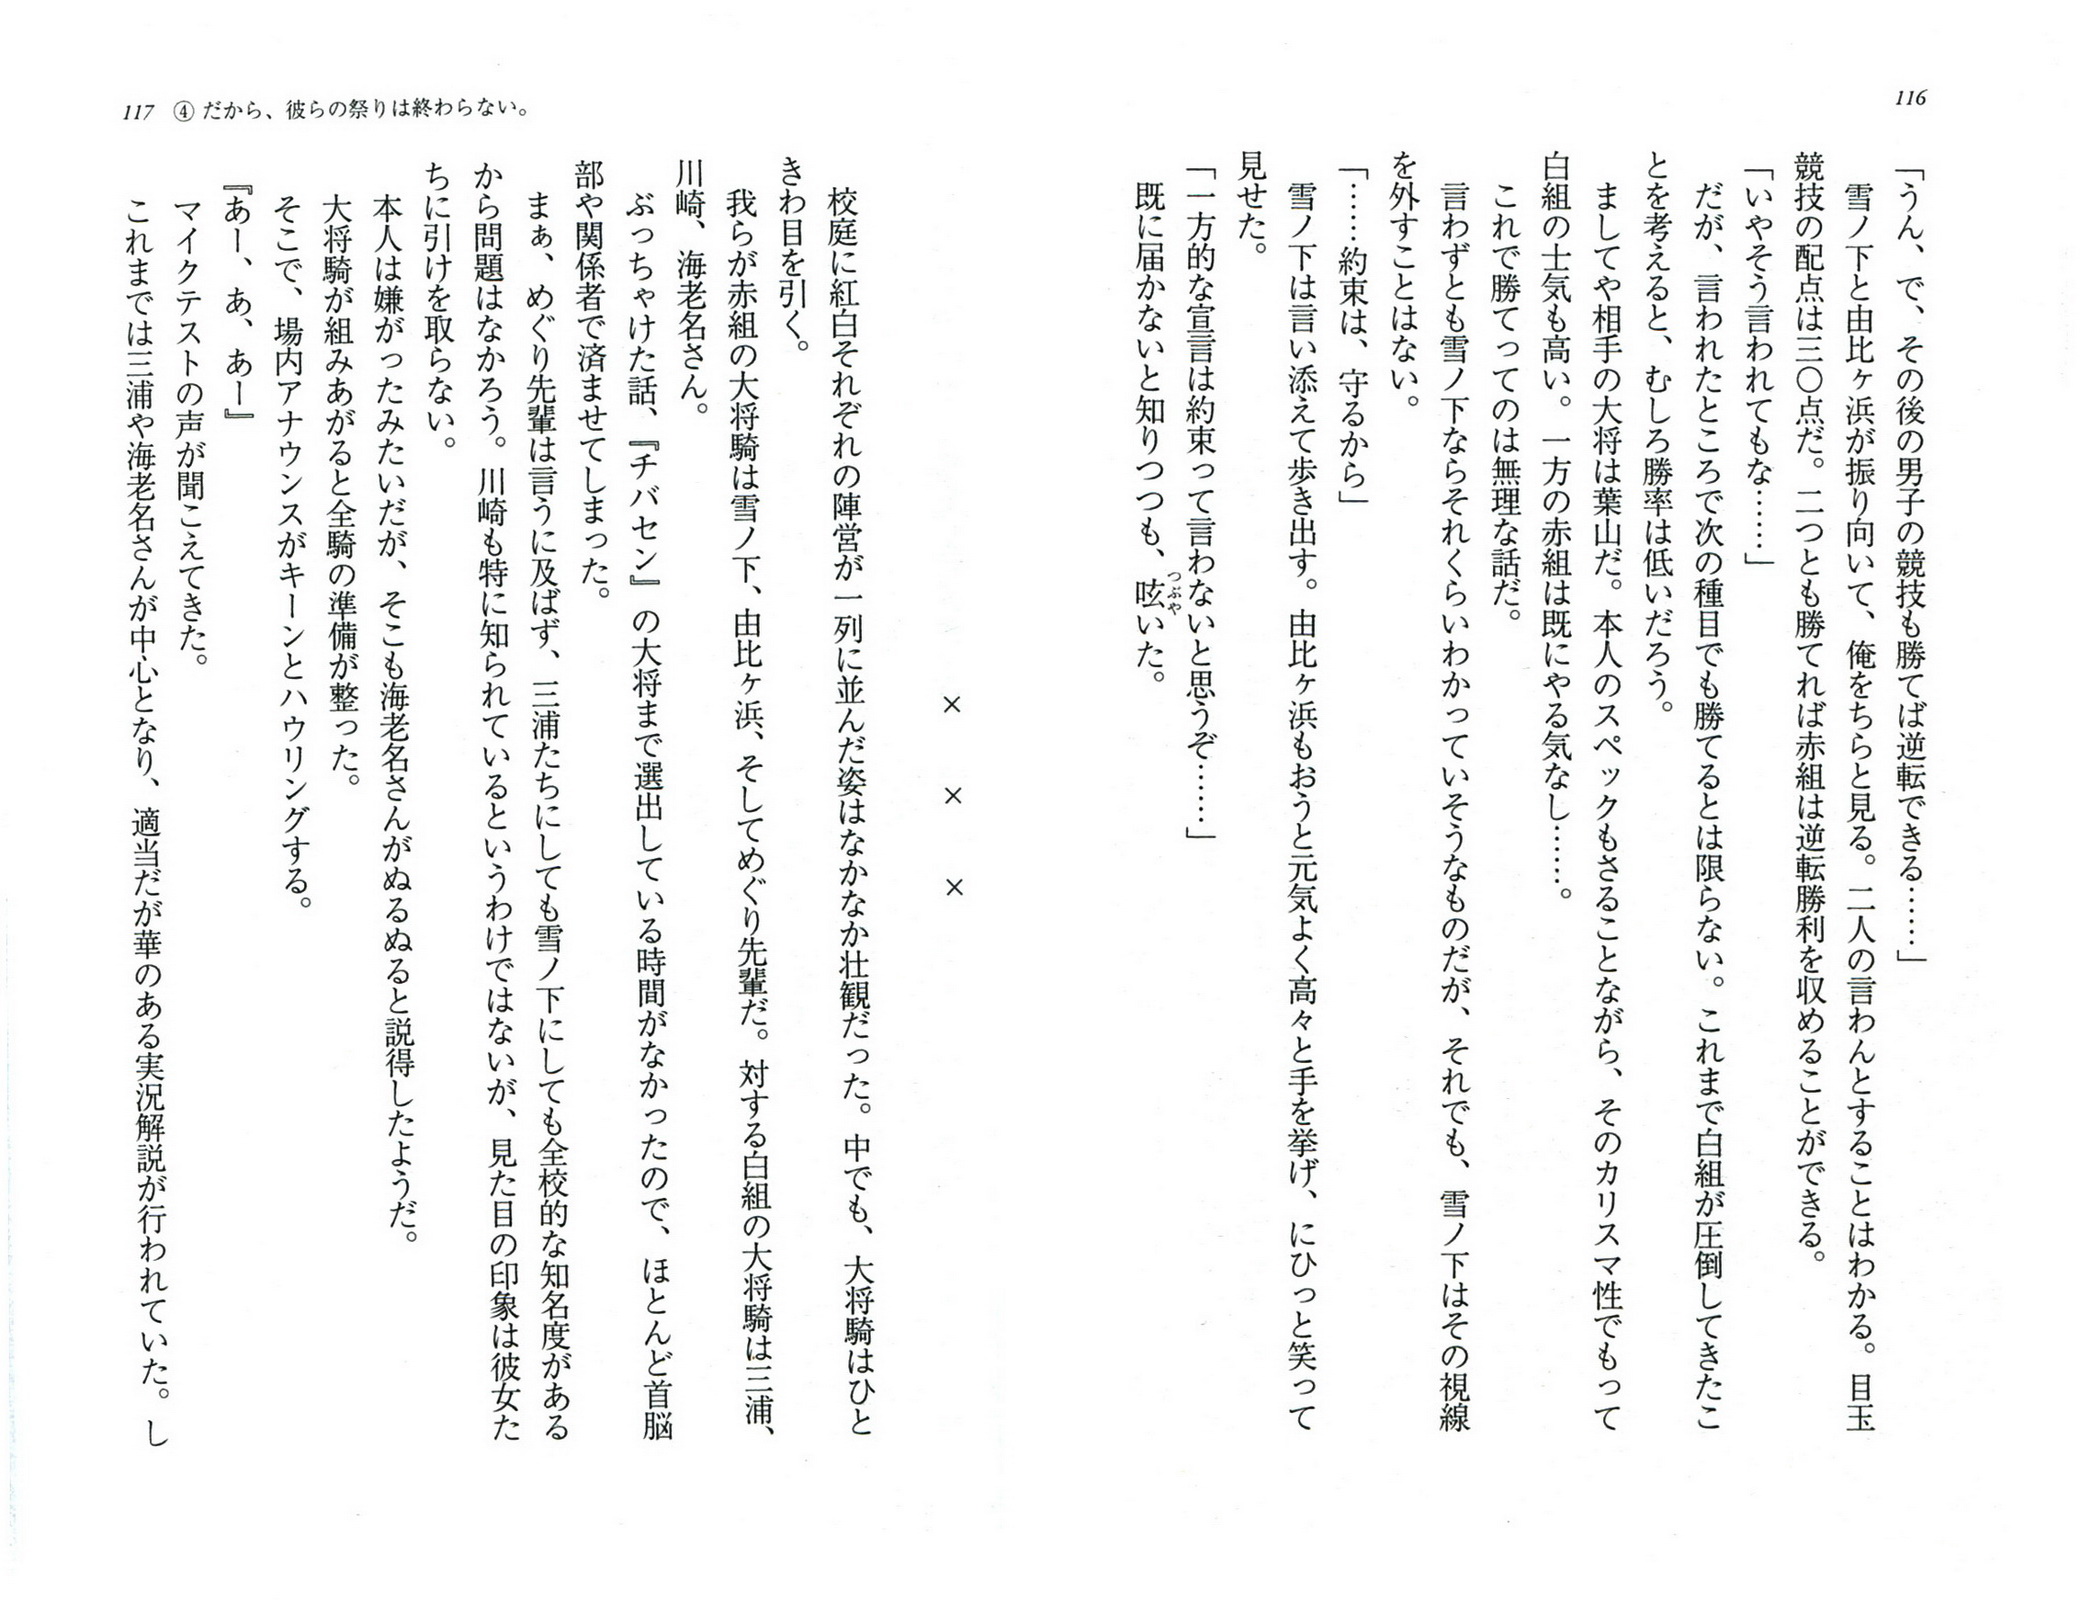 116
「うん、で、その後の男子の競技も勝てば逆転できる……」
　雪ノ下と由比ヶ浜が振り向いて、俺をちらと見る。二人の言わんとすることはわかる。目玉
競技の配点は三〇点だ。二つとも勝てれば赤組は逆転勝利を収めることができる。
「いやそう言われてもな……」
　だが、言われたところで次の種目でも勝てるとは限らない。これまで白組が圧倒してきたこ
とを考えると、むしろ勝率は低いだろう。
　ましてや相手の大将は葉山だ。本人のスペックもさることながら、そのカリスマ性でもって
白組の士気も高い。一方の赤組は既にやる気なし……。
　これで勝てってのは無理な話だ。
　言わずとも雪ノ下ならそれくらいわかっていそうなものだが、それでも、雪ノ下はその視線
を外すことはない。
「……約束は、守るから」
　雪ノ下は言い添えて歩き出す。由比ヶ浜もおうと元気よく高々と手を挙げ、にひっと笑って
見せた。
「一方的な宣言は約束って言わないと思うぞ……」
　既に届かないと知りつつも、呟いた。
つぶや
×　×　×
117　④ だから、彼らの祭りは終わらない。
　校庭に紅白それぞれの陣営が一列に並んだ姿はなかなか壮観だった。中でも、大将騎はひと
きわ目を引く。
　我らが赤組の大将騎は雪ノ下、由比ヶ浜、そしてめぐり先輩だ。対する白組の大将騎は三浦、
川崎、海老名さん。
　ぶっちゃけた話、『チバセン』の大将まで選出している時間がなかったので、ほとんど首脳
部や関係者で済ませてしまった。
　まぁ、めぐり先輩は言うに及ばず、三浦たちにしても雪ノ下にしても全校的な知名度がある
から問題はなかろう。川崎も特に知られているというわけではないが、見た目の印象は彼女た
ちに引けを取らない。
　本人は嫌がったみたいだが、そこも海老名さんがぬるぬると説得したようだ。
　大将騎が組みあがると全騎の準備が整った。
　そこで、場内アナウンスがキーンとハウリングする。
『あー、あ、あー』
　マイクテストの声が聞こえてきた。
　これまでは三浦や海老名さんが中心となり、適当だが華のある実況解説が行われていた。し